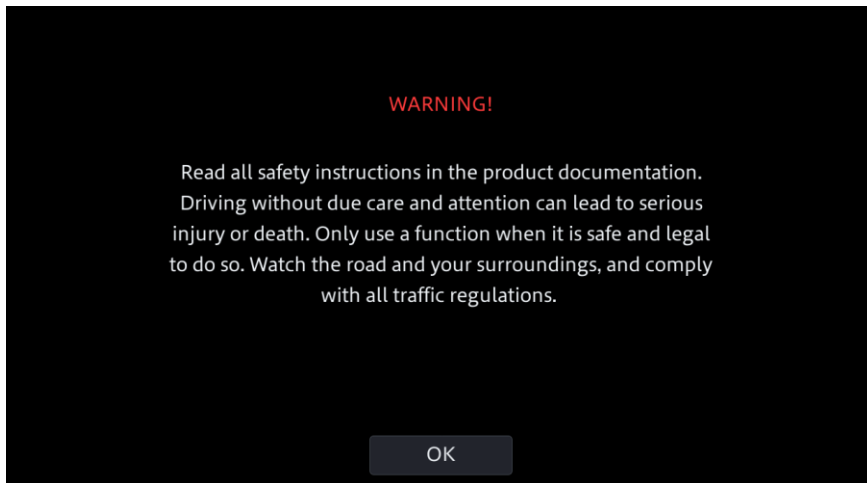 WARNING!
Read all safety instructions in the product documentation.
Driving without due care and attention can lead to serious
injury or death. Only use a function when it is safe and legal
to do so. Watch the road and your surroundings, and comply
with all traffic regulations.
OK